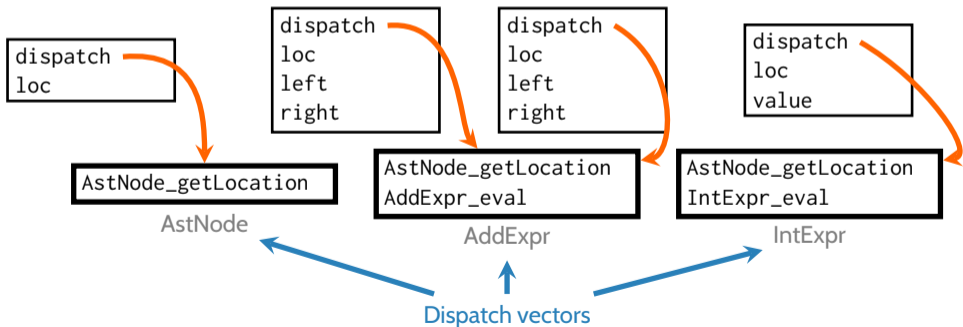 dispatch
loc
dispatch
loc
left
right
dispatch
loc
left
right
dispatch
loc
value
AstNode_getLocation
AstNode
AstNode_getLocation
AddExpr_eval
AddExpr
AstNode_getLocation
IntExpr_eval
IntExpr
Dispatch vectors